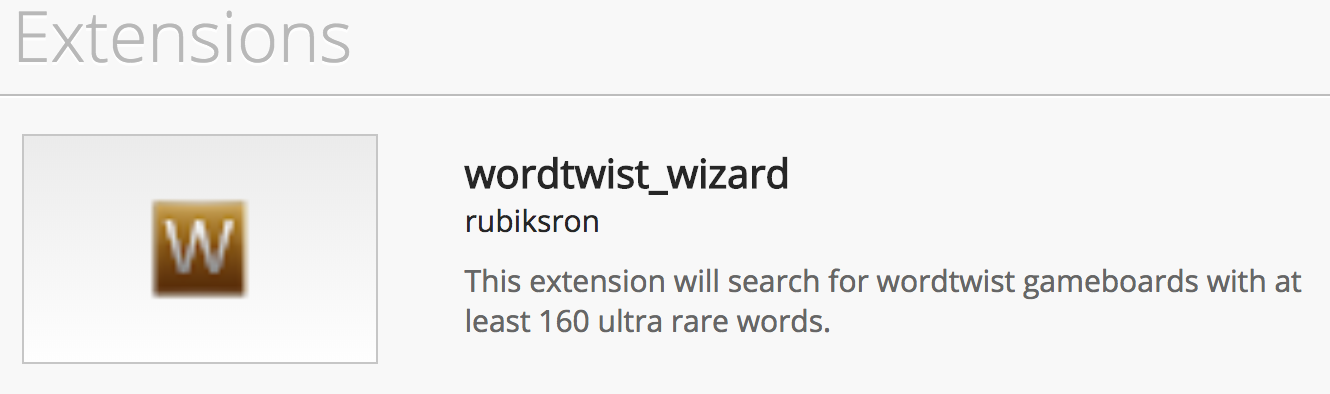 Extensions
W
wordtwist_wizard
rubiksron
This extension will search for wordtwist gameboards with at
least 160 ultra rare words.